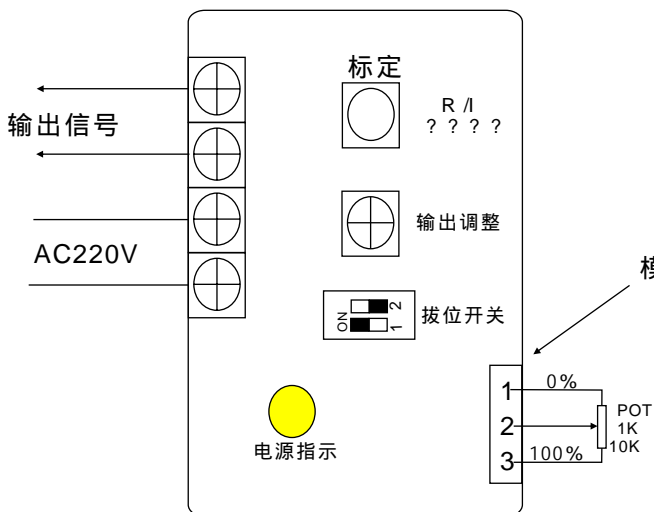 标定
R /I
? ? ? ?
输出信号
输出调整
AC220V
模
ON
1
2
拔位开关
1
0%
2
POT
1K
10K
3
100%
电源指示